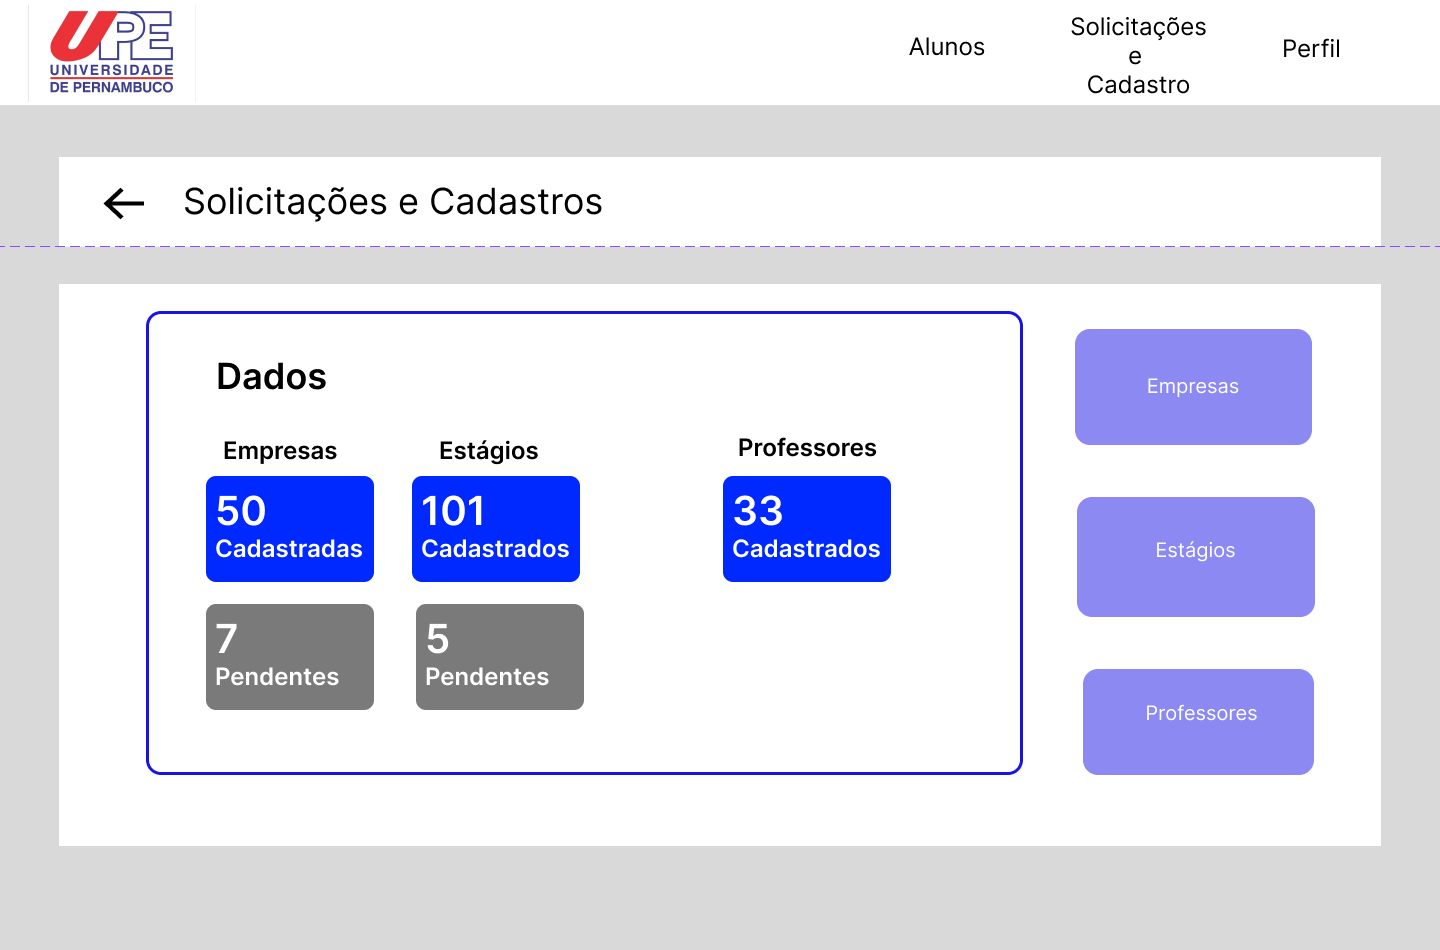 UPE
UNIVERSIDADE
DE PERNAMBUCO
Alunos
Solicitações
e
Cadastro
Perfil
Solicitações e Cadastros
Dados
Empresas
Estágios
Professores
50
Cadastradas
101
Cadastrados
33
Cadastrados
7
Pendentes
5
Pendentes
Empresas
Estágios
Professores